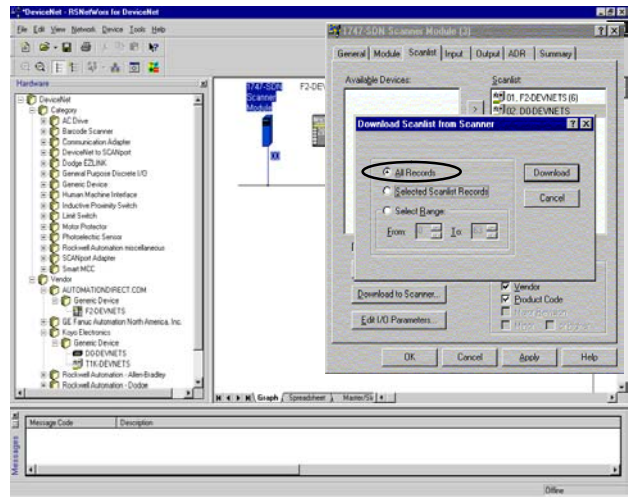 *DeviceNet - RSNetWorx for DeviceNet
File Edit View Network Device Tools Help
Hardware
DeviceNet
Category
AC Drive
Barcode Scanner
Communication Adapter
DeviceNet to SCANport
Dodge EZLINK
General Purpose Discrete I/O
Generic Device
Human Machine Interface
Inductive Proximity Switch
Limit Switch
Motor Protector
Photoelectric Sensor
Rockwell Automation miscellaneous
SCANport Adapter
Smart MCC
Vendor
AUTOMATIONDIRECT.COM
Generic Device
F2-DEVNETS
GE Fanuc Automation North America, Inc.
Koyo Electronics
Generic Device
D0-DEVNETS
T1K-DEVNETS
Rockwell Automation - Allen-Bradley
Rockwell Automation - Dodge
1747-SDN
Scanner
Module
F2-DEV
00
Graph Spreadsheet Master/Sl
1747-SDN Scanner Module (3)
General Module Scanlist Input Output ADR Summary
Available Devices:
Scanlist:
>
01, F2-DEVNETS (6)
02, D0-DEVNETS
Download Scanlist from Scanner
All Records
Selected Scanlist Records
Select Range:
From: To:
Download
Cancel
Download to Scanner...
Edit I/O Parameters...
Vendor
Product Code
OK Cancel Apply Help
Messages
Message Code Description
Offline